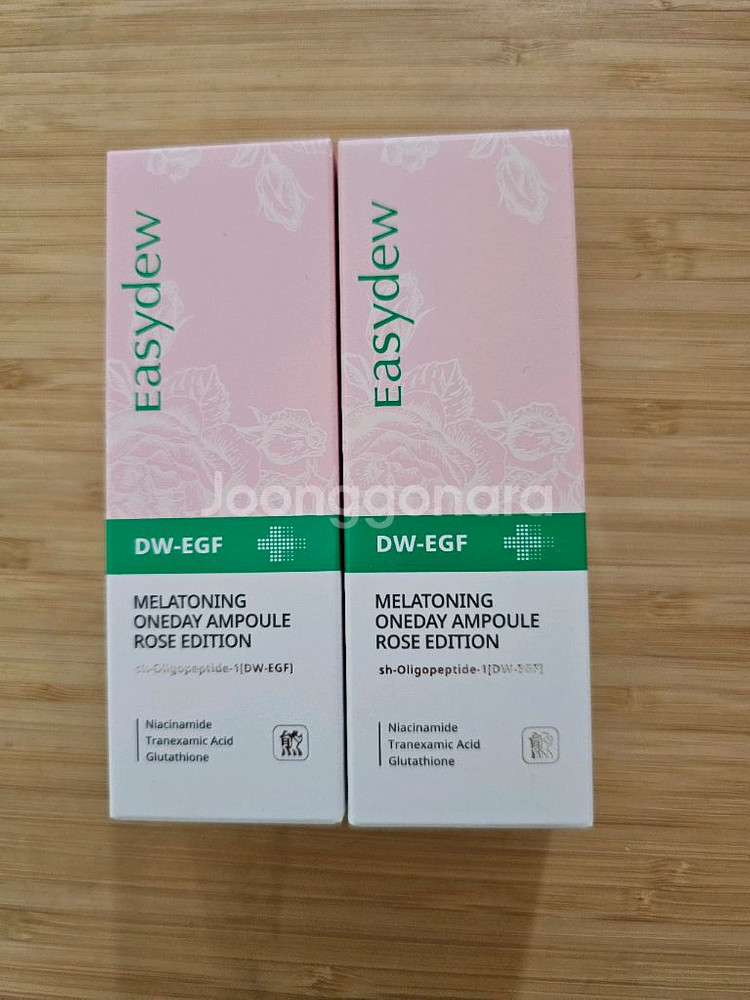 Easydew
DW-EGF
MELATONING
ONEDAY AMPOULE
ROSE EDITION
sh-Oligopeptide-1[DW-EGF]
Niacinamide
Tranexamic Acid
Glutathione
Easydew
DW-EGF
MELATONING
ONEDAY AMPOULE
ROSE EDITION
sh-Oligopeptide-1[DW-EGF]
Niacinamide
Tranexamic Acid
Glutathione
Joonggonara